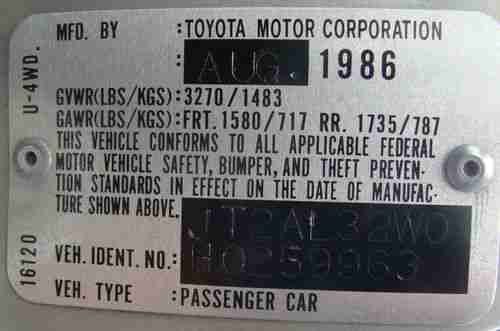 MFD. BY :TOYOTA MOTOR CORPORATION
AUG. 1986
GVWR(LBS/KGS):3270/1483
GAWR(LBS/KGS):FRT. 1580/717 RR. 1735/787
THIS VEHICLE CONFORMS TO ALL APPLICABLE FEDERAL
MOTOR VEHICLE SAFETY, BUMPER, AND THEFT PREVEN-
TION STANDARDS IN EFFECT ON THE DATE OF MANUFAC-
TURE SHOWN ABOVE.
JT2AL32W0
VEH. IDENT. NO.: H0259963
VEH. TYPE :PASSENGER CAR
U-4WD.
16120